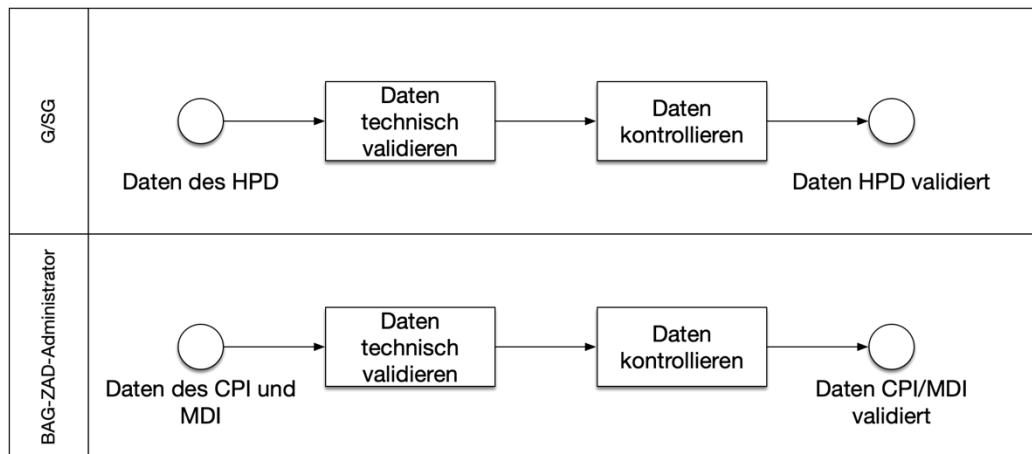 G/SG
Daten
technisch
validieren
Daten
kontrollieren
Daten des HPD
Daten HPD validiert
BAG-ZAD-Administrator
Daten
technisch
validieren
Daten
kontrollieren
Daten des CPI und
MDI
Daten CPI/MDI
validiert